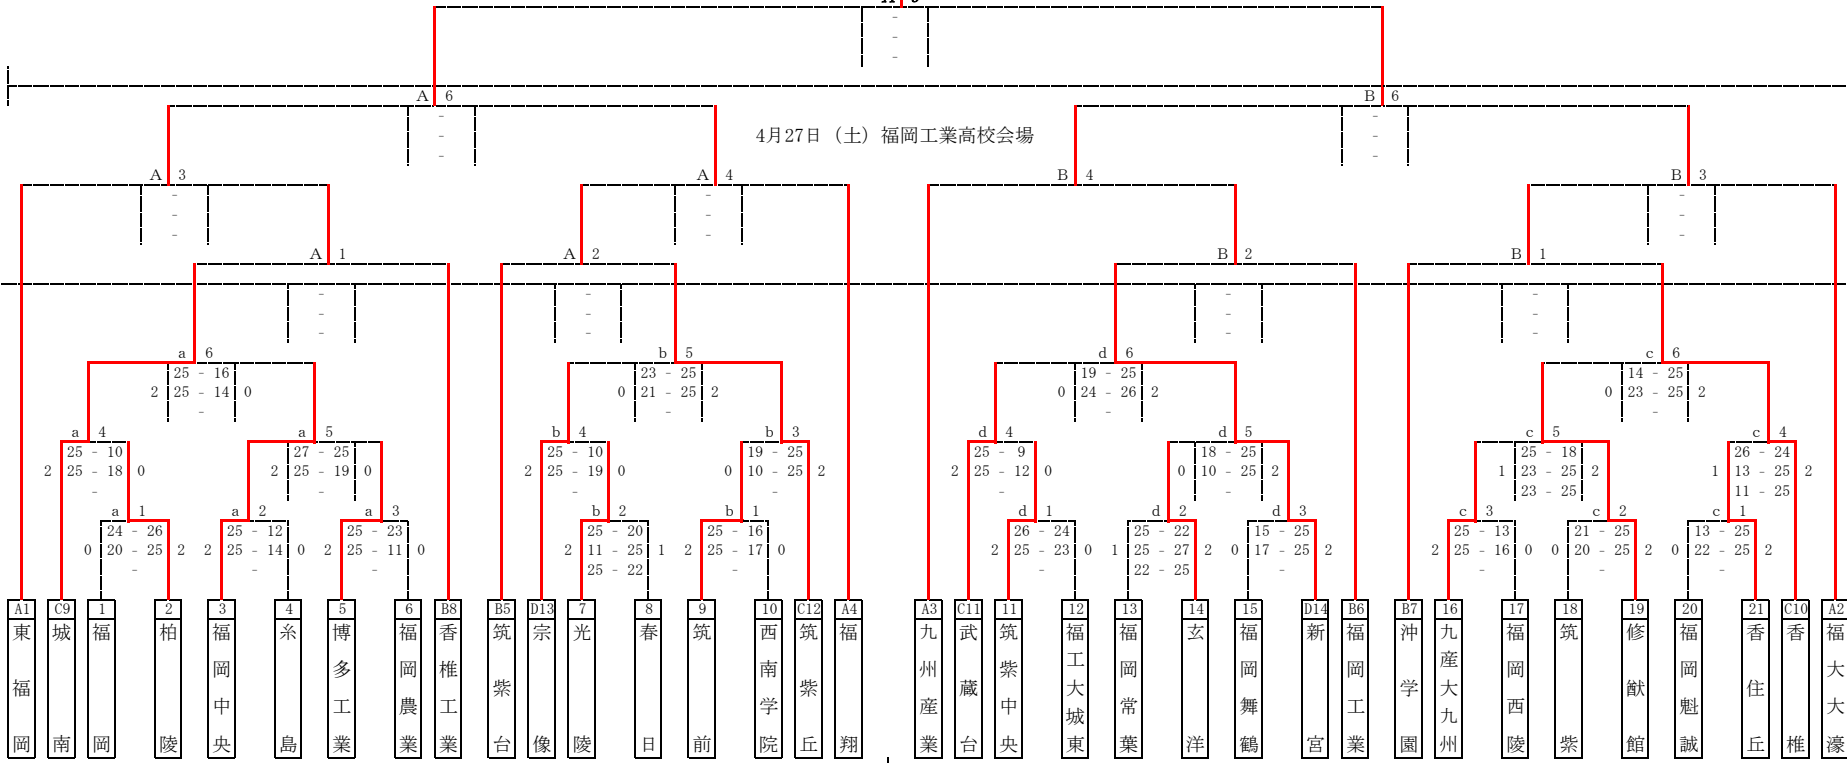 A 6
B 6
4月27日（土）福岡工業高校会場
A 3
A 4
B 4
B 3
A 1
A 2
B 2
B 1
a 6
b 5
d 6
c 6
25 - 16
23 - 25
19 - 25
14 - 25
2 25 - 14 0
0 21 - 25 2
0 24 - 26 2
0 23 - 25 2
a 4
a 5
b 4
b 3
d 4
d 5
c 5
c 4
25 - 10
27 - 25
25 - 10
19 - 25
25 - 9
18 - 25
25 - 18
26 - 24
2 25 - 18 0
2 25 - 19 0
2 25 - 19 0
0 10 - 25 2
2 25 - 12 0
0 10 - 25 2
1 23 - 25 2
1 13 - 25 2
23 - 25
11 - 25
a 1
a 2
a 3
b 2
b 1
d 1
d 2
d 3
c 3
c 2
c 1
24 - 26
25 - 12
25 - 23
25 - 20
25 - 16
26 - 24
25 - 22
15 - 25
25 - 13
21 - 25
13 - 25
0 20 - 25 2
2 25 - 14 0
2 25 - 11 0
2 11 - 25 1
2 25 - 17 0
2 25 - 23 0
1 25 - 27 2
0 17 - 25 2
2 25 - 16 0
0 20 - 25 2
0 22 - 25 2
25 - 22
22 - 25
A1 東福岡
C9 城南
1 福岡
2 柏陵
3 福岡中央
4 糸島
5 博多工業
6 福岡農業
B8 香椎工業
B5 筑紫台
D13 宗像
7 光陵
8 春日
9 筑前
10 西南学院
C12 筑紫丘
A4 福翔
A3 九州産業
C11 武蔵台
11 筑紫中央
12 福工大城東
13 福岡常葉
14 玄洋
15 福岡舞鶴
D14 新宮
B6 福岡工業
B7 沖学園
16 九産大九州
17 福岡西陵
18 筑紫
19 修猷館
20 福岡魁誠
21 香住丘
C10 香椎
A2 福大大濠